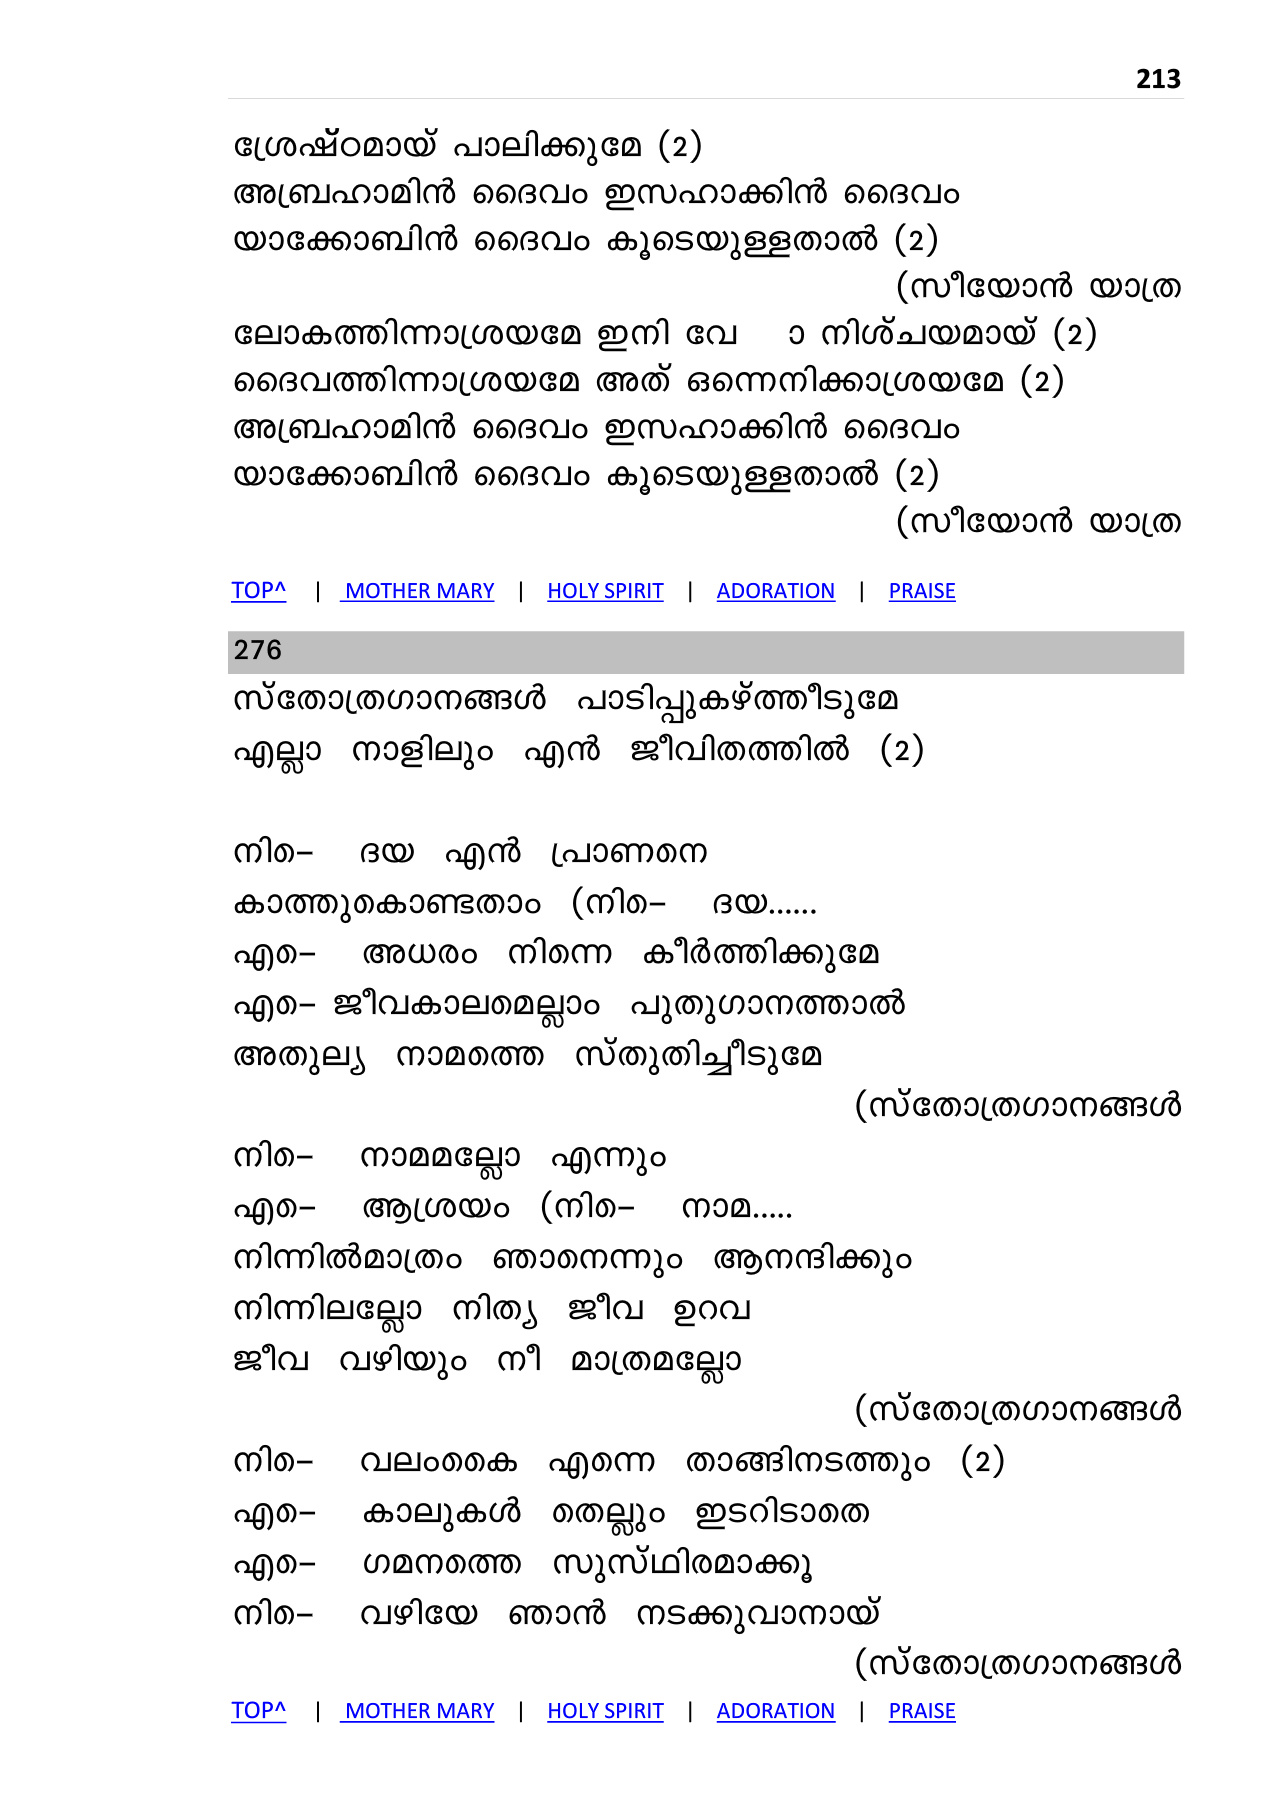 213
ശ്രേഷ്ഠമായ് പാലിക്കുമേ (2)
അബ്രഹാമിൻ ദൈവം ഇസഹാക്കിൻ ദൈവം
യാക്കോബിൻ ദൈവം കൂടെയുള്ളതാൽ (2)
(സീയോൻ യാത്ര
ലോകത്തിന്നാശ്രയമേ ഇനി വേ ാ നിശ്ചയമായ് (2)
ദൈവത്തിന്നാശ്രയമേ അത് ഒന്നെനിക്കാശ്രയമേ (2)
അബ്രഹാമിൻ ദൈവം ഇസഹാക്കിൻ ദൈവം
യാക്കോബിൻ ദൈവം കൂടെയുള്ളതാൽ (2)
(സീയോൻ യാത്ര
TOP^ | MOTHER MARY | HOLY SPIRIT | ADORATION | PRAISE
276
സ്തോത്രഗാനങ്ങൾ പാടിപ്പുകഴ്ത്തീടുമേ
എല്ലാ നാളിലും എൻ ജീവിതത്തിൽ (2)
നിെ– ദയ എൻ പ്രാണനെ
കാത്തുകൊണ്ടതാം (നിെ– ദയ......
എെ– അധരം നിന്നെ കീർത്തിക്കുമേ
എെ– ജീവകാലമെല്ലാം പുതുഗാനത്താൽ
അതുല്യ നാമത്തെ സ്തുതിച്ചീടുമേ
(സ്തോത്രഗാനങ്ങൾ
നിെ– നാമമല്ലോ എന്നും
എെ– ആശ്രയം (നിെ– നാമ.....
നിന്നിൽമാത്രം ഞാനെന്നും ആനന്ദിക്കും
നിന്നിലല്ലോ നിത്യ ജീവ ഉറവ
ജീവ വഴിയും നീ മാത്രമല്ലോ
(സ്തോത്രഗാനങ്ങൾ
നിെ– വലംകൈ എന്നെ താങ്ങിനടത്തും (2)
എെ– കാലുകൾ തെല്ലും ഇടറിടാതെ
എെ– ഗമനത്തെ സുസ്ഥിരമാക്കൂ
നിെ– വഴിയേ ഞാൻ നടക്കുവാനായ്
(സ്തോത്രഗാനങ്ങൾ
TOP^ | MOTHER MARY | HOLY SPIRIT | ADORATION | PRAISE